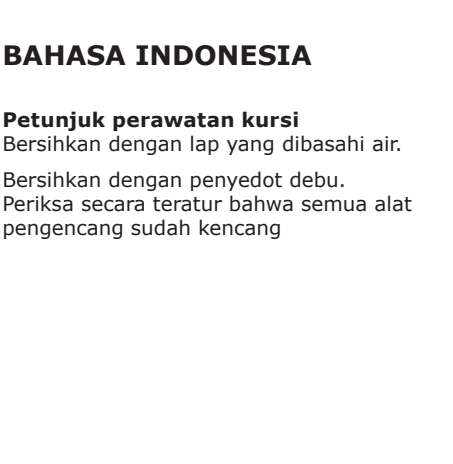 BAHASA INDONESIA
Petunjuk perawatan kursi
Bersihkan dengan lap yang dibasahi air.
Bersihkan dengan penyedot debu.
Periksa secara teratur bahwa semua alat
pengencang sudah kencang